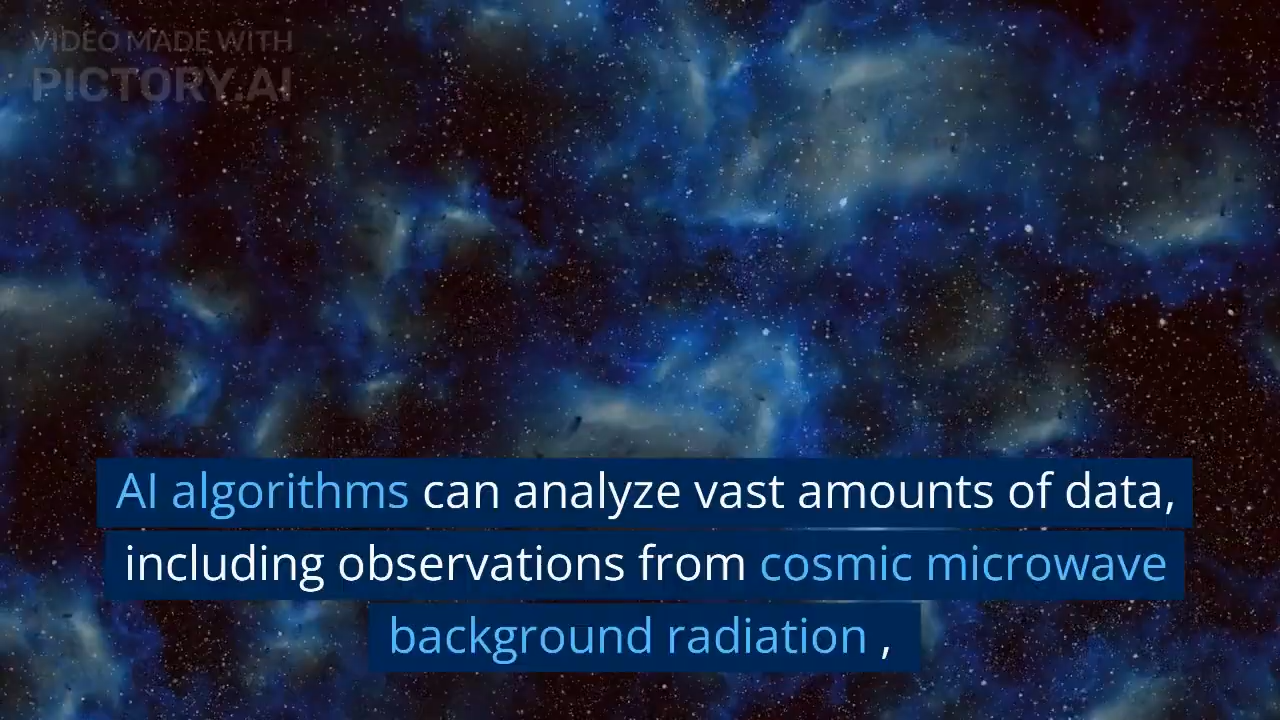 VIDEO MADE WITH
PICTORY.AI
AI algorithms can analyze vast amounts of data,
including observations from cosmic microwave
background radiation ,